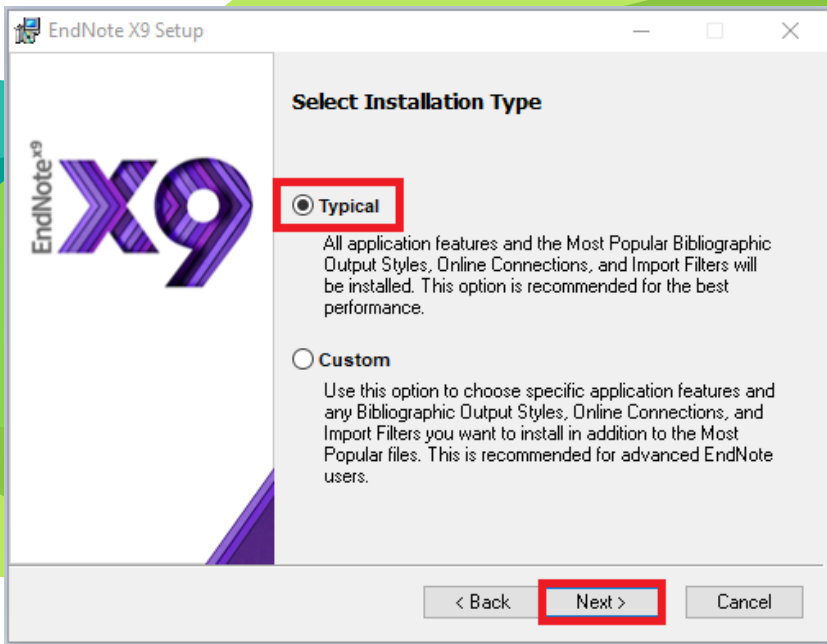 EndNote X9 Setup
EndNote x9
X9
Select Installation Type
Typical
All application features and the Most Popular Bibliographic
Output Styles, Online Connections, and Import Filters will
be installed. This option is recommended for the best
performance.
Custom
Use this option to choose specific application features and
any Bibliographic Output Styles, Online Connections, and
Import Filters you want to install in addition to the Most
Popular files. This is recommended for advanced EndNote
users.
< Back Next > Cancel